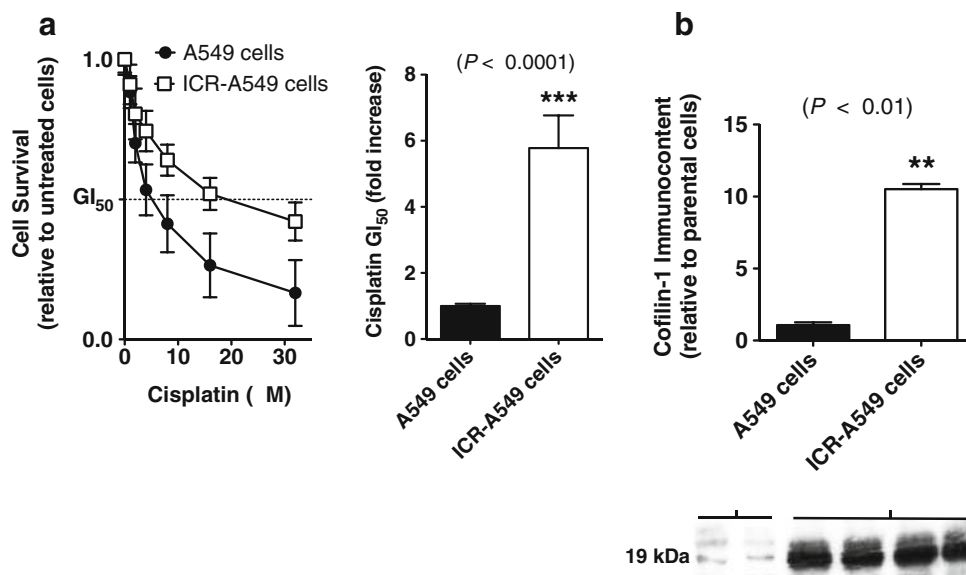 a
A549 cells
ICR-A549 cells
1.0
GI50
0.0
Cell Survival
(relative to untreated cells)
0 10 20 30
Cisplatin ( M)
(P < 0.0001)
***
8
6
4
2
0
Cisplatin GI50 (fold increase)
A549 cells
ICR-A549 cells
b
(P < 0.01)
**
15
10
5
0
Cofilin-1 Immunocontent
(relative to parental cells)
A549 cells
ICR-A549 cells
19 kDa